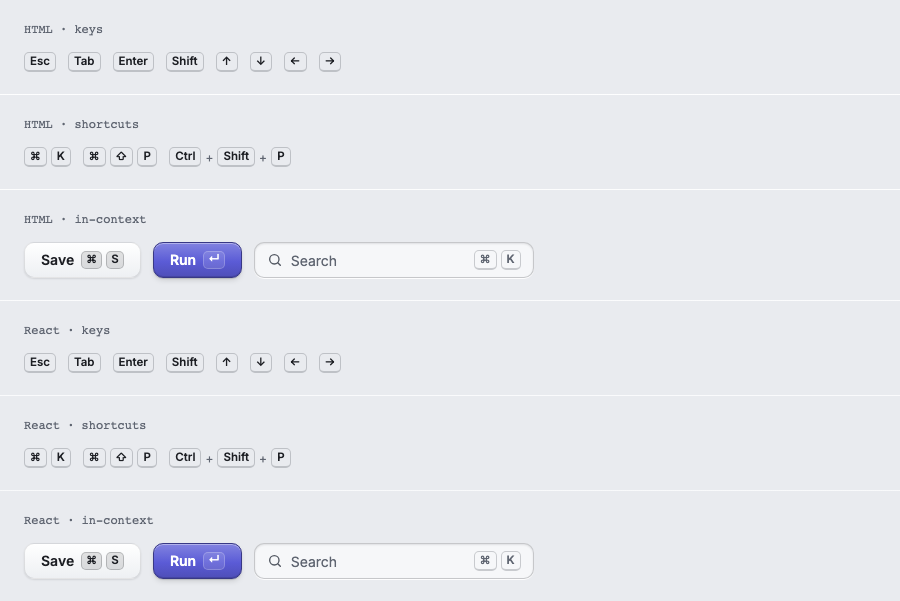 HTML · keys
Esc Tab Enter Shift ↑ ↓ ← →
HTML · shortcuts
⌘ K ⌘ ⇧ P Ctrl + Shift + P
HTML · in-context
Save ⌘ S Run ↵ Search ⌘ K
React · keys
Esc Tab Enter Shift ↑ ↓ ← →
React · shortcuts
⌘ K ⌘ ⇧ P Ctrl + Shift + P
React · in-context
Save ⌘ S Run ↵ Search ⌘ K